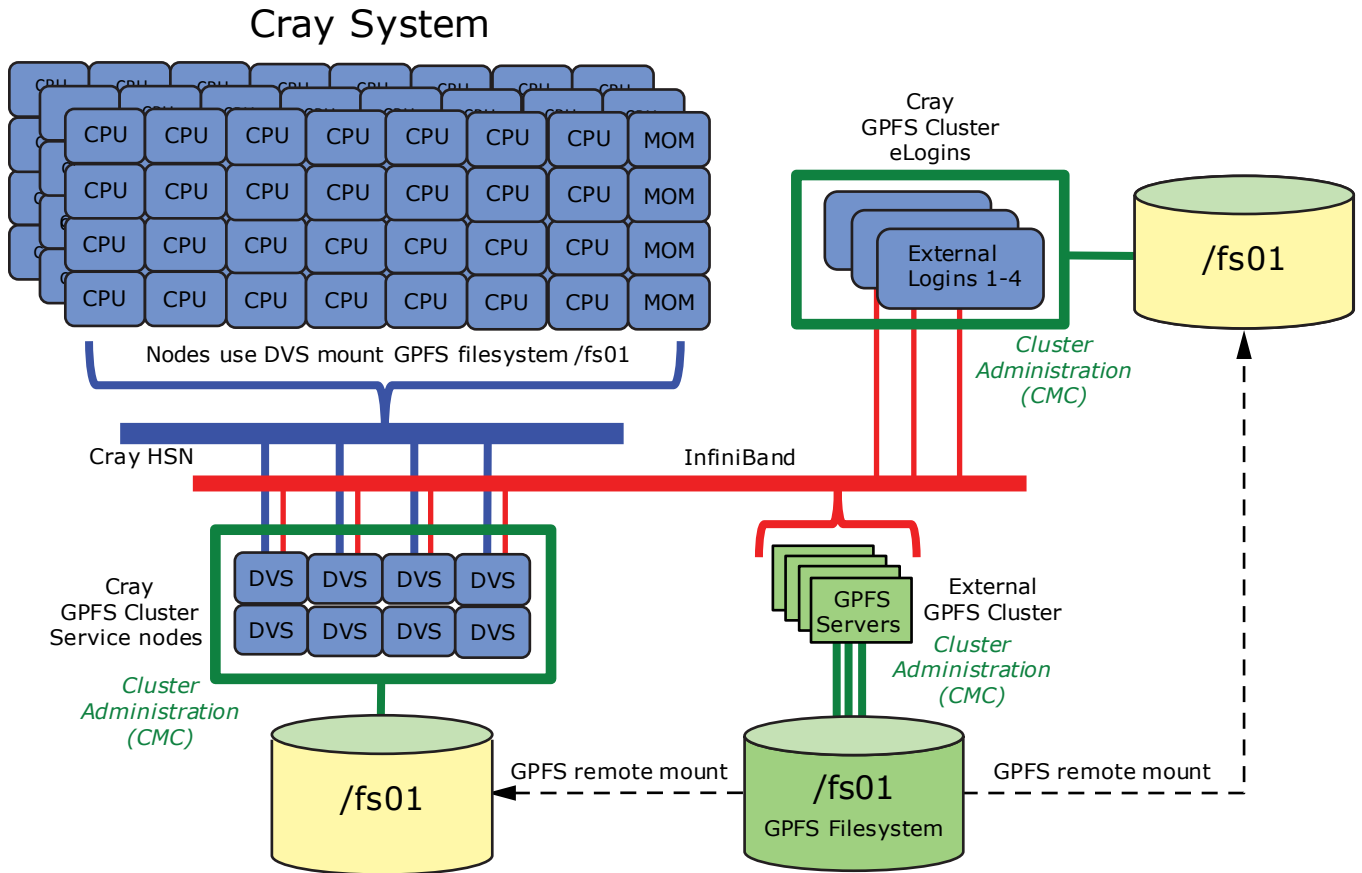 Cray System
CPU CPU CPU CPU CPU CPU CPU MOM
CPU CPU CPU CPU CPU CPU CPU MOM
CPU CPU CPU CPU CPU CPU CPU MOM
CPU CPU CPU CPU CPU CPU CPU MOM
Nodes use DVS mount GPFS filesystem /fs01
Cray
GPFS Cluster
eLogins
External
Logins 1-4
/fs01
Cluster
Administration
(CMC)
Cray HSN
InfiniBand
Cray
GPFS Cluster
Service nodes
DVS DVS DVS DVS
DVS DVS DVS DVS
Cluster
Administration
(CMC)
GPFS
Servers
External
GPFS Cluster
Cluster
Administration
(CMC)
/fs01
GPFS remote mount
/fs01
GPFS Filesystem
GPFS remote mount